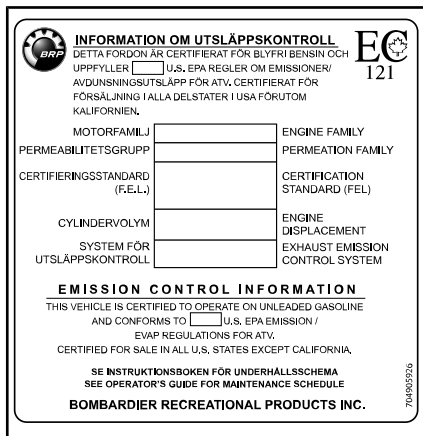 BRP
INFORMATION OM UTSLÄPPSKONTROLL
DETTA FORDON ÄR CERTIFIERAT FÖR BLYFRI BENSIN OCH
UPPFYLLER U.S. EPA REGLER OM EMISSIONER/
AVDUNSNINGSUTSLÄPP FÖR ATV. CERTIFIERAT FÖR
FÖRSÄLJNING I ALLA DELSTATER I USA FÖRUTOM
KALIFORNIEN.
EC
121
MOTORFAMILJ ENGINE FAMILY
PERMEABILITETSGRUPP PERMEATION FAMILY
CERTIFIERINGSSTANDARD CERTIFICATION
(F.E.L.) STANDARD (FEL)
CYLINDERVOLYM ENGINE
DISPLACEMENT
SYSTEM FÖR EXHAUST EMISSION
UTSLÄPPSKONTROLL CONTROL SYSTEM
EMISSION CONTROL INFORMATION
THIS VEHICLE IS CERTIFIED TO OPERATE ON UNLEADED GASOLINE
AND CONFORMS TO U.S. EPA EMISSION /
EVAP REGULATIONS FOR ATV.
CERTIFIED FOR SALE IN ALL U.S. STATES EXCEPT CALIFORNIA.
SE INSTRUKTIONSBOKEN FÖR UNDERHÅLLSSCHEMA
SEE OPERATOR'S GUIDE FOR MAINTENANCE SCHEDULE
BOMBARDIER RECREATIONAL PRODUCTS INC.
704905926